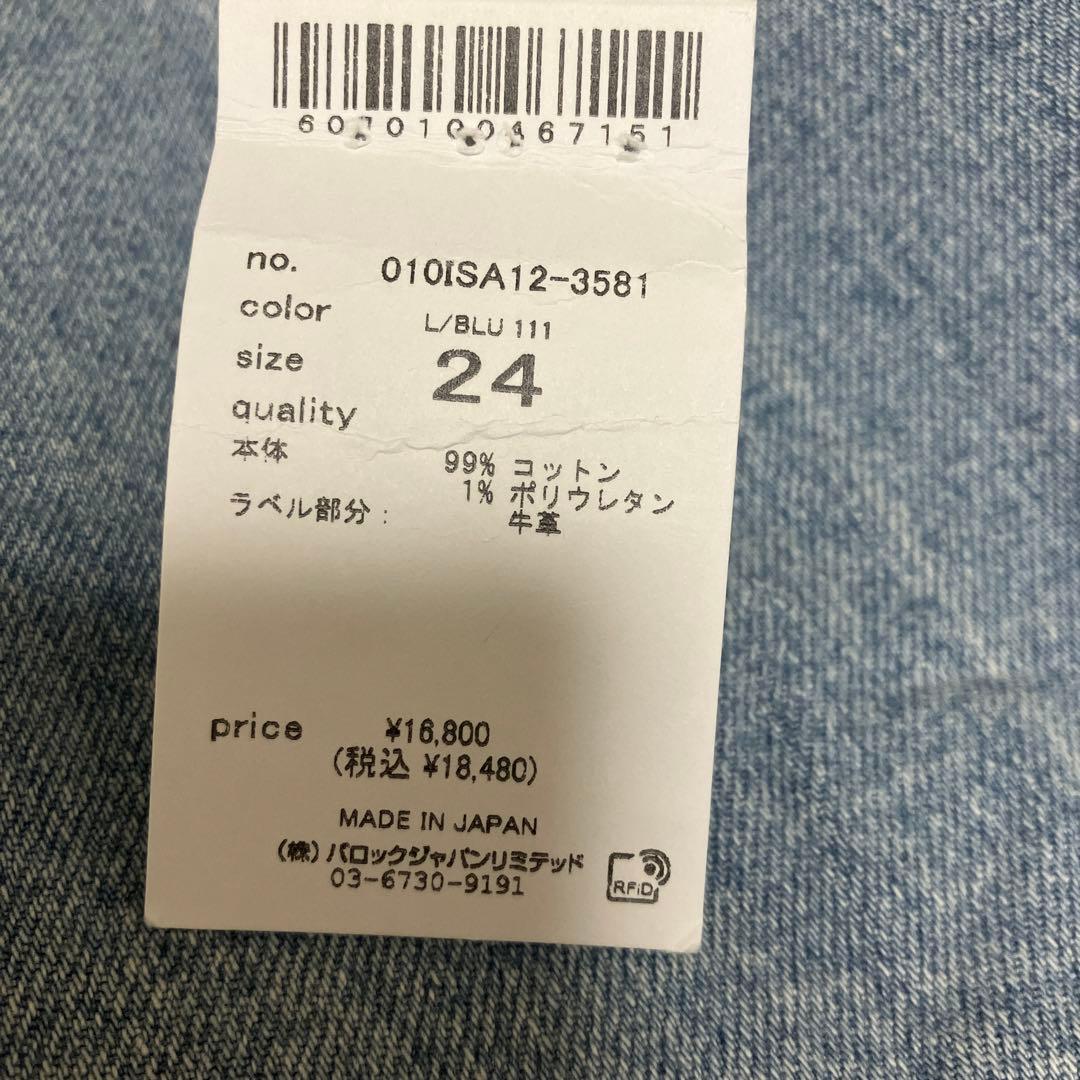 no. 010ISA12-3581
color L/BLU 111
size 24
quality
本体 99% コットン
1% ポリウレタン
ラベル部分: 牛革
price ¥16,800
(税込 ¥18,480)
MADE IN JAPAN
(株)バロックジャパンリミテッド
03-6730-9191
RFiD